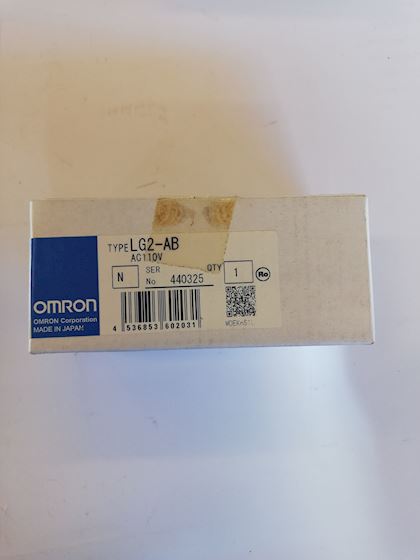 TYPE LG2-AB
AC110V
N
SER No 440325
QTY 1
Ro
OMRON
OMRON Corporation
MADE IN JAPAN
4 536853 602031